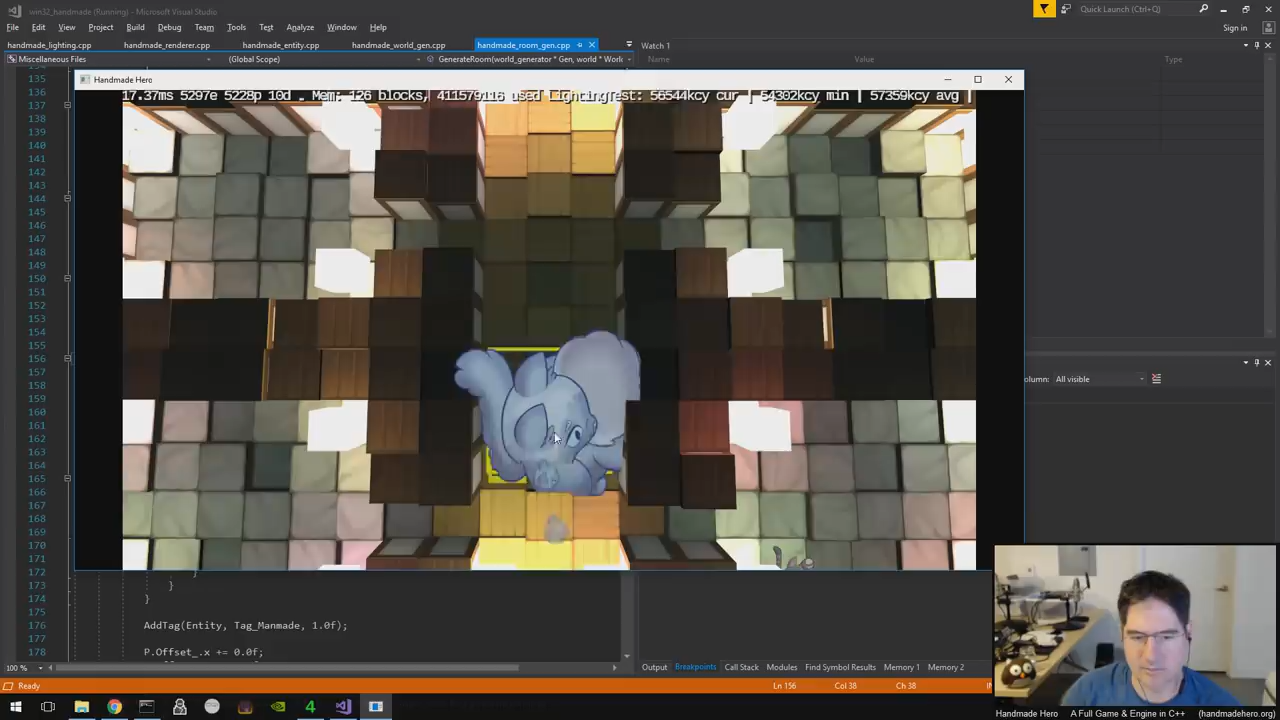 win32_handmade (Running) - Microsoft Visual Studio
Quick Launch (Ctrl+Q)
File Edit View Project Build Debug Team Tools Test Analyze Window Help
Sign in
handmade_lighting.cpp handmade_renderer.cpp handmade_entity.cpp handmade_world_gen.cpp handmade_room_gen.cpp
Watch 1
Miscellaneous Files (Global Scope) GenerateRoom(world_generator * Gen, world * World
Name Value Type
Handmade Hero
17.37ms 5297e 5228p 10d . Mem: 126 blocks, 411579116 used LightingTest: 56544kcy cur | 54302kcy min | 57359kcy avg |
135
136
137
138
139
140
141
142
143
144
145
146
147
148
149
150
151
152
153
154
155
156
157
158
159
160
161
162
163
164
165
166
167
168
169
170
171
172
173 }
174 }
175
176 AddTag(Entity, Tag_Manmade, 1.0f);
177
178 P.Offset_.x += 0.0f;
All visible
100 %
Output Breakpoints Call Stack Modules Find Symbol Results Memory 1 Memory 2
Ready Ln 156 Col 38 Ch 38
Handmade Hero A Full Game & Engine in C++ (handmadehero.org)